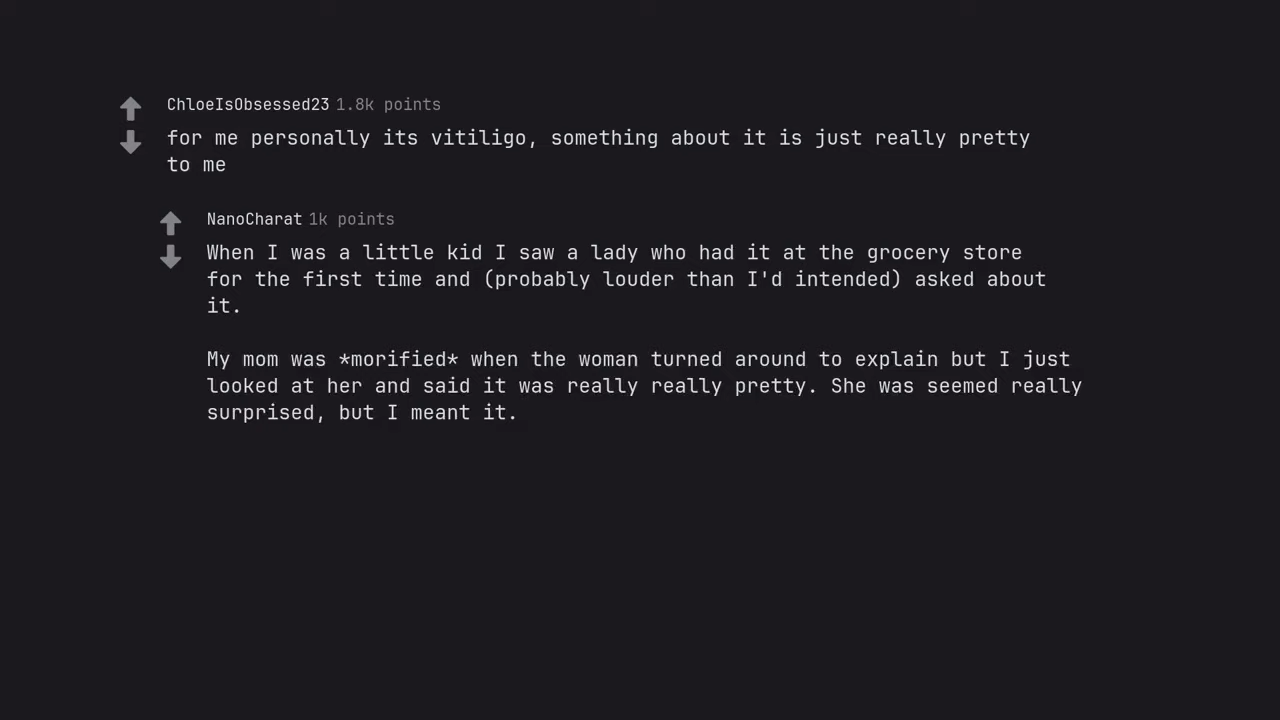 ChloeIsObsessed23 1.8k points
for me personally its vitiligo, something about it is just really pretty
to me
NanoCharat 1k points
When I was a little kid I saw a lady who had it at the grocery store
for the first time and (probably louder than I'd intended) asked about
it.
My mom was *morified* when the woman turned around to explain but I just
looked at her and said it was really really pretty. She was seemed really
surprised, but I meant it.